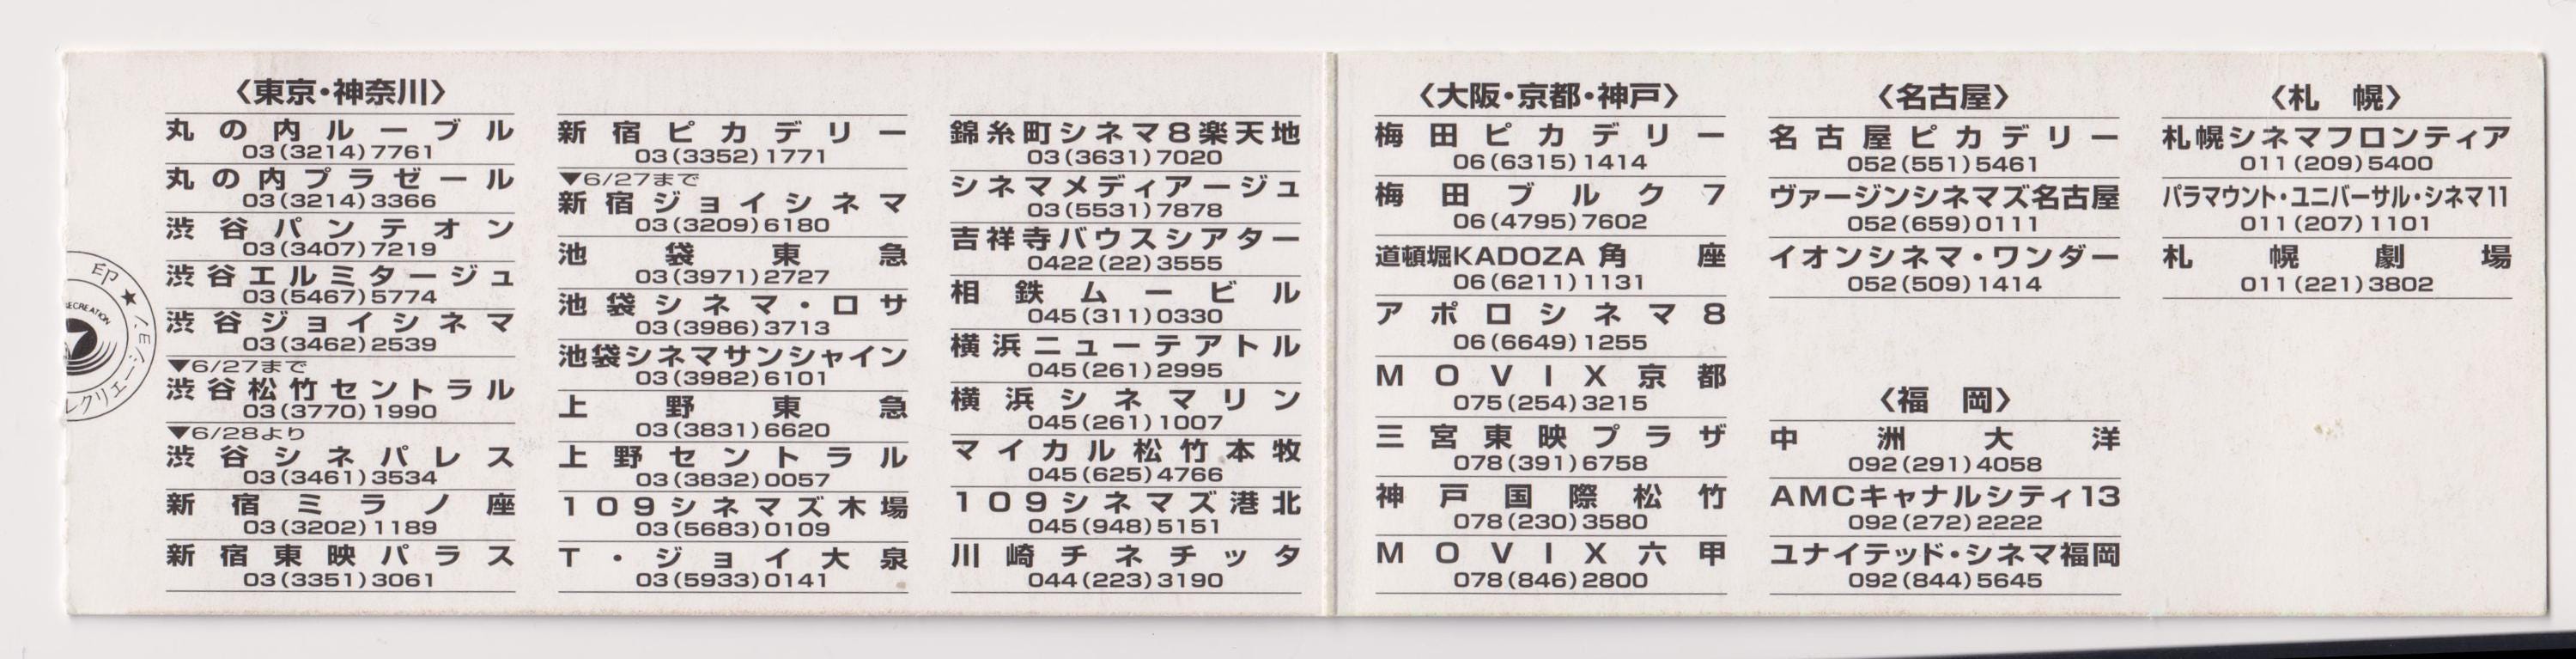 〈東京・神奈川〉
丸の内ルーブル
03(3214)7761
丸の内プラゼール
03(3214)3366
渋谷パンテオン
03(3407)7219
渋谷エルミタージュ
03(5467)5774
渋谷ジョイシネマ
03(3462)2539
▼6/27まで
渋谷松竹セントラル
03(3770)1990
▼6/28より
渋谷シネパレス
03(3461)3534
新宿ミラノ座
03(3202)1189
新宿東映パラス
03(3351)3061
新宿ピカデリー
03(3352)1771
▼6/27まで
新宿ジョイシネマ
03(3209)6180
池袋東急
03(3971)2727
池袋シネマ・ロサ
03(3986)3713
池袋シネマサンシャイン
03(3982)6101
上野東急
03(3831)6620
上野セントラル
03(3832)0057
109シネマズ木場
03(5683)0109
T・ジョイ大泉
03(5933)0141
錦糸町シネマ8楽天地
03(3631)7020
シネマメディアージュ
03(5531)7878
吉祥寺バウスシアター
0422(22)3555
相鉄ムービル
045(311)0330
横浜ニューテアトル
045(261)2995
横浜シネマリン
045(261)1007
マイカル松竹本牧
045(625)4766
109シネマズ港北
045(948)5151
川崎チネチッタ
044(223)3190
〈大阪・京都・神戸〉
梅田ピカデリー
06(6315)1414
梅田ブルク7
06(4795)7602
道頓堀KADOZA角座
06(6211)1131
アポロシネマ8
06(6649)1255
MOVIX京都
075(254)3215
三宮東映プラザ
078(391)6758
神戸国際松竹
078(230)3580
MOVIX六甲
078(846)2800
〈名古屋〉
名古屋ピカデリー
052(551)5461
ヴァージンシネマズ名古屋
052(659)0111
イオンシネマ・ワンダー
052(509)1414
〈福岡〉
中洲大洋
092(291)4058
AMCキャナルシティ13
092(272)2222
ユナイテッド・シネマ福岡
092(844)5645
〈札幌〉
札幌シネマフロンティア
011(209)5400
パラマウント・ユニバーサル・シネマ11
011(207)1101
札幌劇場
011(221)3802
印★
レクリエー